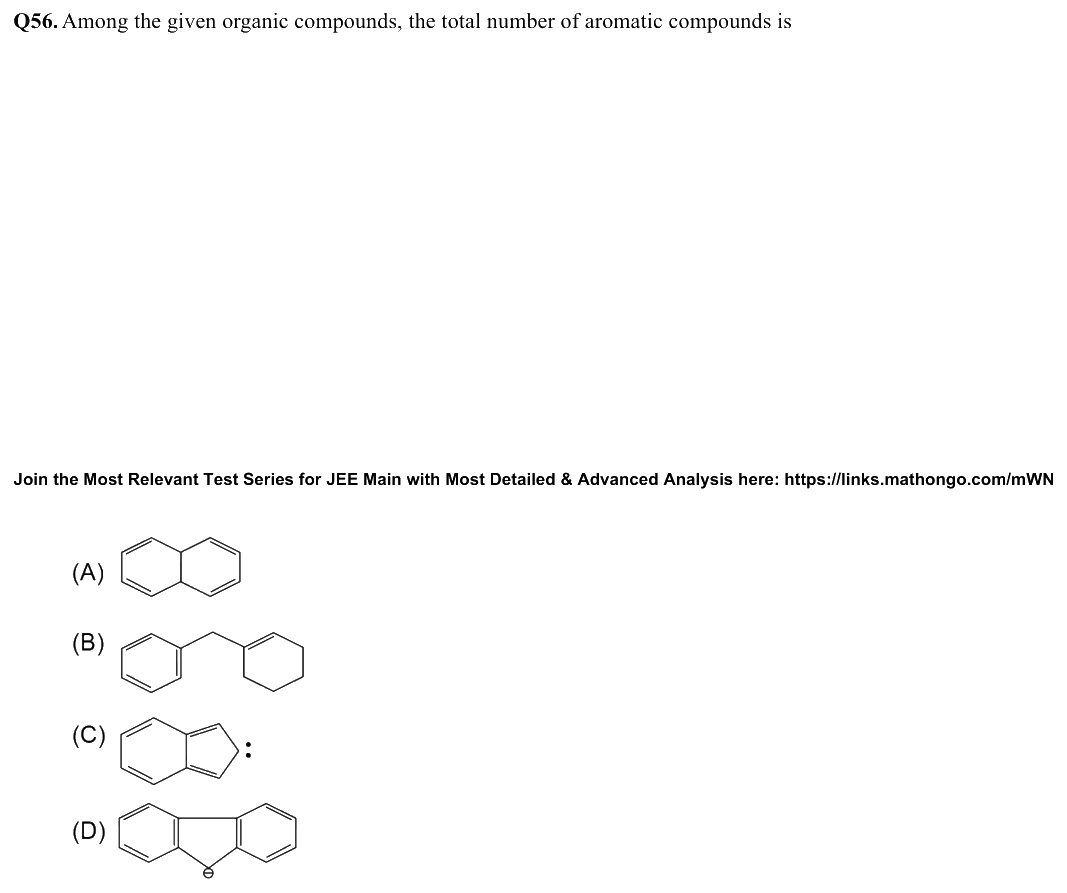 Q56. Among the given organic compounds, the total number of aromatic compounds is
Join the Most Relevant Test Series for JEE Main with Most Detailed & Advanced Analysis here: https://links.mathongo.com/mWN
(A)
(B)
(C) :
(D)
⊖